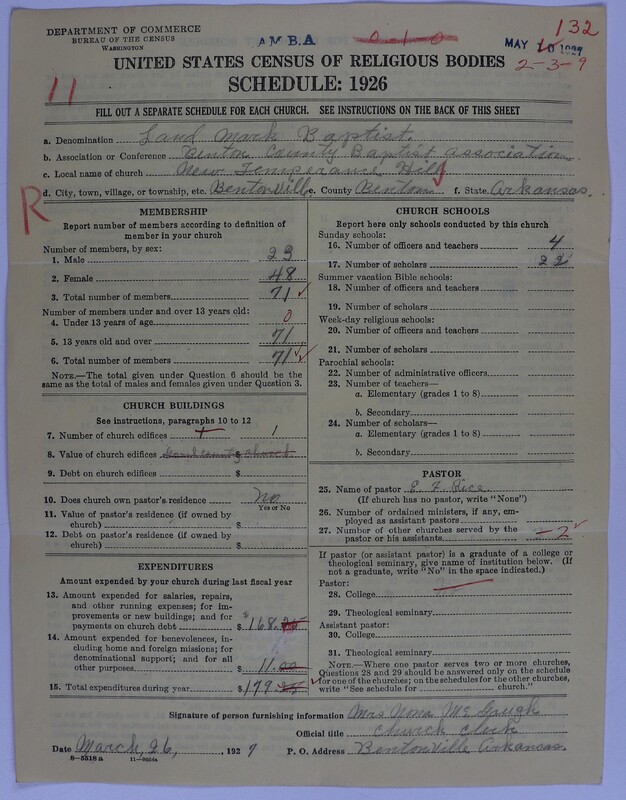 DEPARTMENT OF COMMERCE
BUREAU OF THE CENSUS
WASHINGTON
A M B.A
0-1-0
MAY 10 1927
132
2-3-9
11
UNITED STATES CENSUS OF RELIGIOUS BODIES
SCHEDULE: 1926
FILL OUT A SEPARATE SCHEDULE FOR EACH CHURCH. SEE INSTRUCTIONS ON THE BACK OF THIS SHEET
a. Denomination Land Mark Baptist.
b. Association or Conference Benton County Baptist association.
c. Local name of church New Temperance Hill
d. City, town, village, or township, etc. Bentonville e. County Benton f. State Arkansas.
R
MEMBERSHIP
Report number of members according to definition of
member in your church
Number of members, by sex:
1. Male 23
2. Female 48
3. Total number of members 71 ✓
Number of members under and over 13 years old:
4. Under 13 years of age 0
5. 13 years old and over 71
6. Total number of members 71 ✓
NOTE.—The total given under Question 6 should be the
same as the total of males and females given under Question 3.
CHURCH BUILDINGS
See instructions, paragraphs 10 to 12
7. Number of church edifices 1
8. Value of church edifices $ church
9. Debt on church edifices $
10. Does church own pastor's residence No
Yes or No
11. Value of pastor's residence (if owned by
church) $
12. Debt on pastor's residence (if owned by
church) $
EXPENDITURES
Amount expended by your church during last fiscal year
13. Amount expended for salaries, repairs,
and other running expenses; for im-
provements or new buildings; and for
payments on church debt $ 168.
14. Amount expended for benevolences, in-
cluding home and foreign missions; for
denominational support; and for all
other purposes 11.00
15. Total expenditures during year $179.
CHURCH SCHOOLS
Report here only schools conducted by this church
Sunday schools:
16. Number of officers and teachers 4
17. Number of scholars 22
Summer vacation Bible schools:
18. Number of officers and teachers
19. Number of scholars
Week-day religious schools:
20. Number of officers and teachers
21. Number of scholars
Parochial schools:
22. Number of administrative officers
23. Number of teachers—
a. Elementary (grades 1 to 8)
b. Secondary
24. Number of scholars—
a. Elementary (grades 1 to 8)
b. Secondary
PASTOR
25. Name of pastor E. F. Rice
(If church has no pastor, write "None")
26. Number of ordained ministers, if any, em-
ployed as assistant pastors
27. Number of other churches served by the
pastor or his assistants 2 ✓
If pastor (or assistant pastor) is a graduate of a college or
theological seminary, give name of institution below. (If
not a graduate, write "No" in the space indicated.)
Pastor:
28. College
29. Theological seminary
Assistant pastor:
30. College
31. Theological seminary
NOTE.—Where one pastor serves two or more churches,
Questions 28 and 29 should be answered only on the schedule
for one of the churches; on the schedules for the other churches,
write "See schedule for church."
Signature of person furnishing information Mrs Nora McGaugh
Official title Church Clerk
Date March 26, 1927 P. O. Address Bentonville Arkansas.
8—5518 a 11—9664a